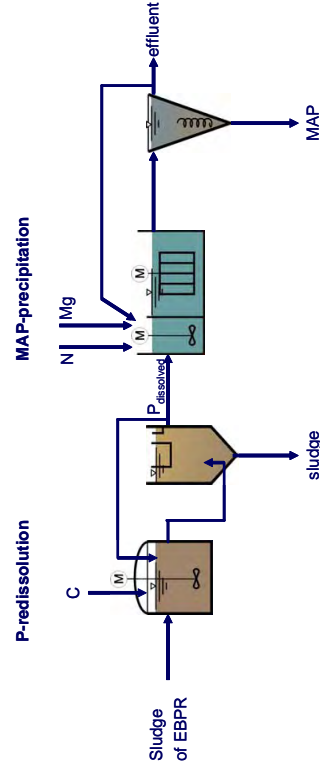 P-redissolution
MAP-precipitation
C
N
Mg
M
M
M
P dissolved
effluent
Sludge
of EBPR
sludge
MAP